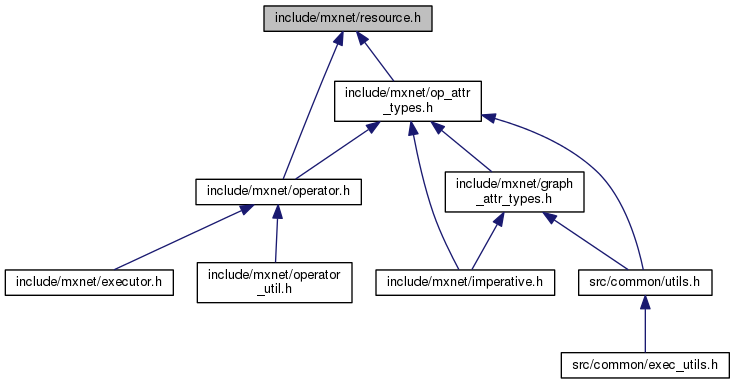 include/mxnet/resource.h
include/mxnet/op_attr
_types.h
include/mxnet/operator.h
include/mxnet/graph
_attr_types.h
include/mxnet/executor.h
include/mxnet/operator
_util.h
include/mxnet/imperative.h
src/common/utils.h
src/common/exec_utils.h